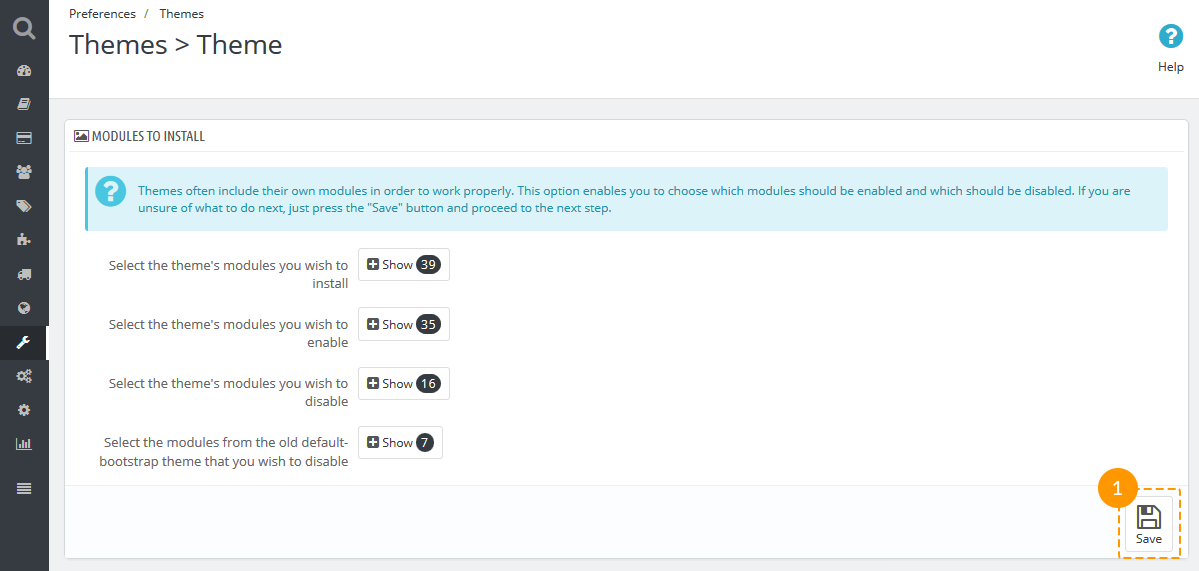 Preferences / Themes
Themes > Theme
Help
MODULES TO INSTALL
Themes often include their own modules in order to work properly. This option enables you to choose which modules should be enabled and which should be disabled. If you are
unsure of what to do next, just press the "Save" button and proceed to the next step.
Select the theme's modules you wish to
install
Show 39
Select the theme's modules you wish to
enable
Show 35
Select the theme's modules you wish to
disable
Show 16
Select the modules from the old default-
bootstrap theme that you wish to disable
Show 7
1
Save